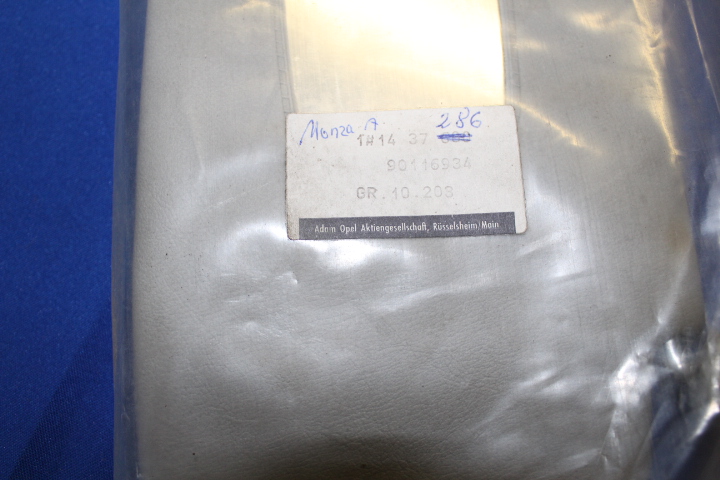 Monza A. 286
1H14 37
90116934
GR. 10.203
Adam Opel Aktiengesellschaft, Rüsselsheim/Main